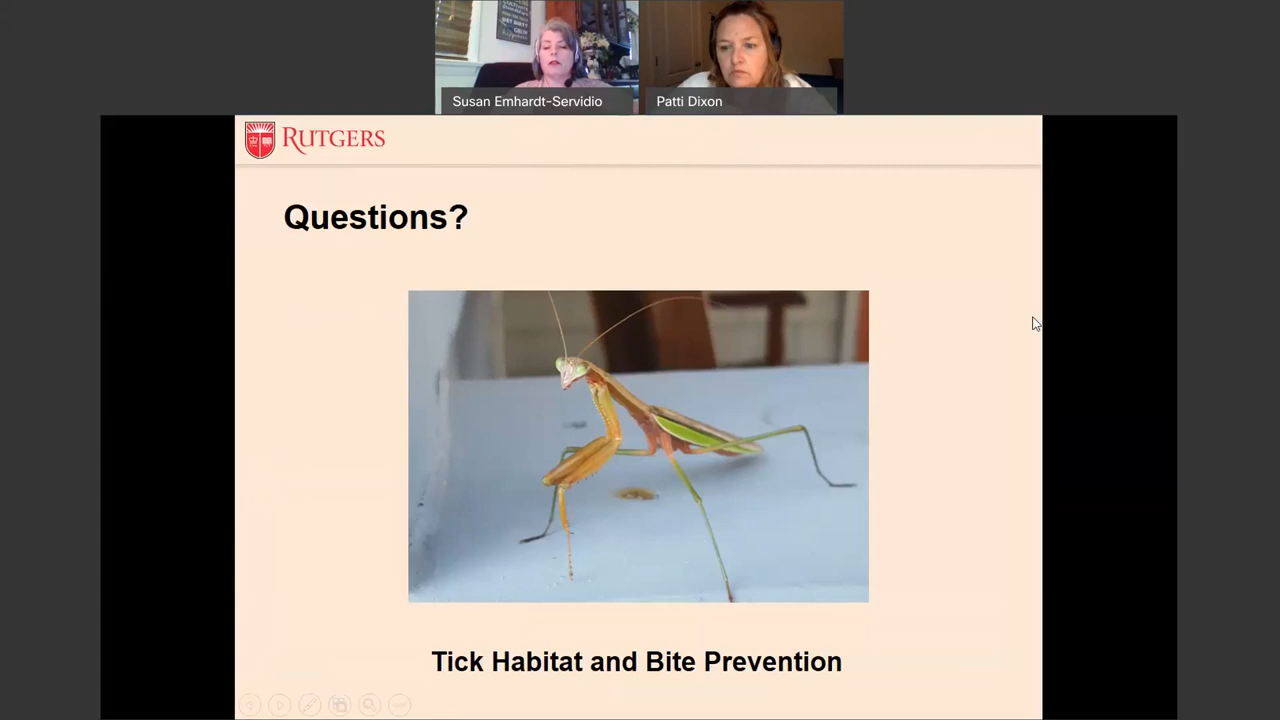 Susan Emhardt-Servidio
Patti Dixon
RUTGERS
Questions?
Tick Habitat and Bite Prevention